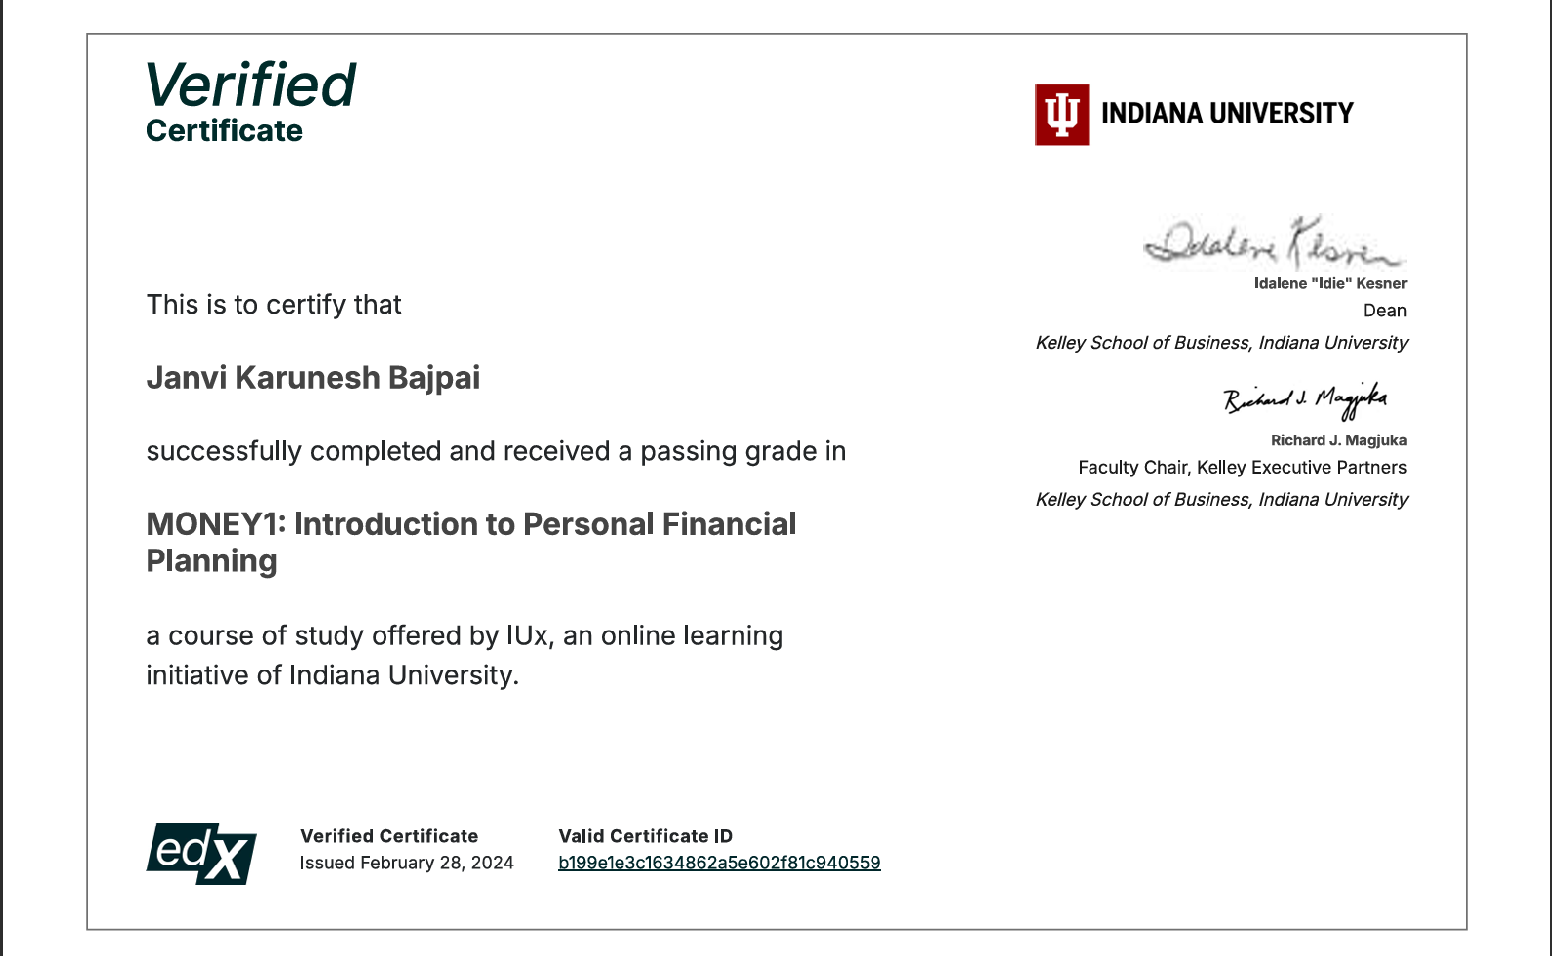 Verified
Certificate
INDIANA UNIVERSITY
This is to certify that
Janvi Karunesh Bajpai
successfully completed and received a passing grade in
MONEY1: Introduction to Personal Financial
Planning
a course of study offered by IUx, an online learning
initiative of Indiana University.
Idalene Kesner
Idalene "Idie" Kesner
Dean
Kelley School of Business, Indiana University
Richard J. Magjuka
Richard J. Magjuka
Faculty Chair, Kelley Executive Partners
Kelley School of Business, Indiana University
edX
Verified Certificate
Issued February 28, 2024
Valid Certificate ID
b199e1e3c1634862a5e602f81c940559